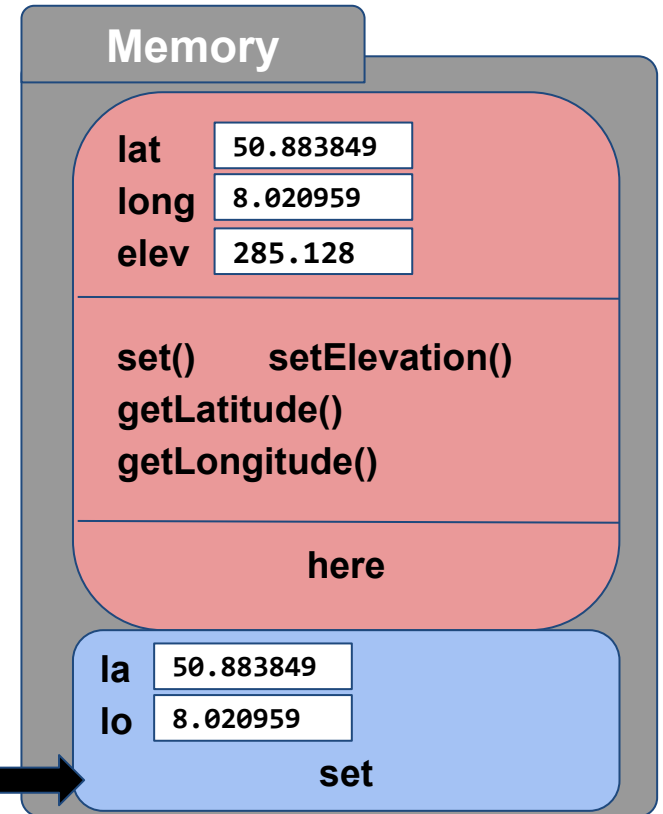 Memory
lat 50.883849
long 8.020959
elev 285.128
set() setElevation()
getLatitude()
getLongitude()
here
la 50.883849
lo 8.020959
set